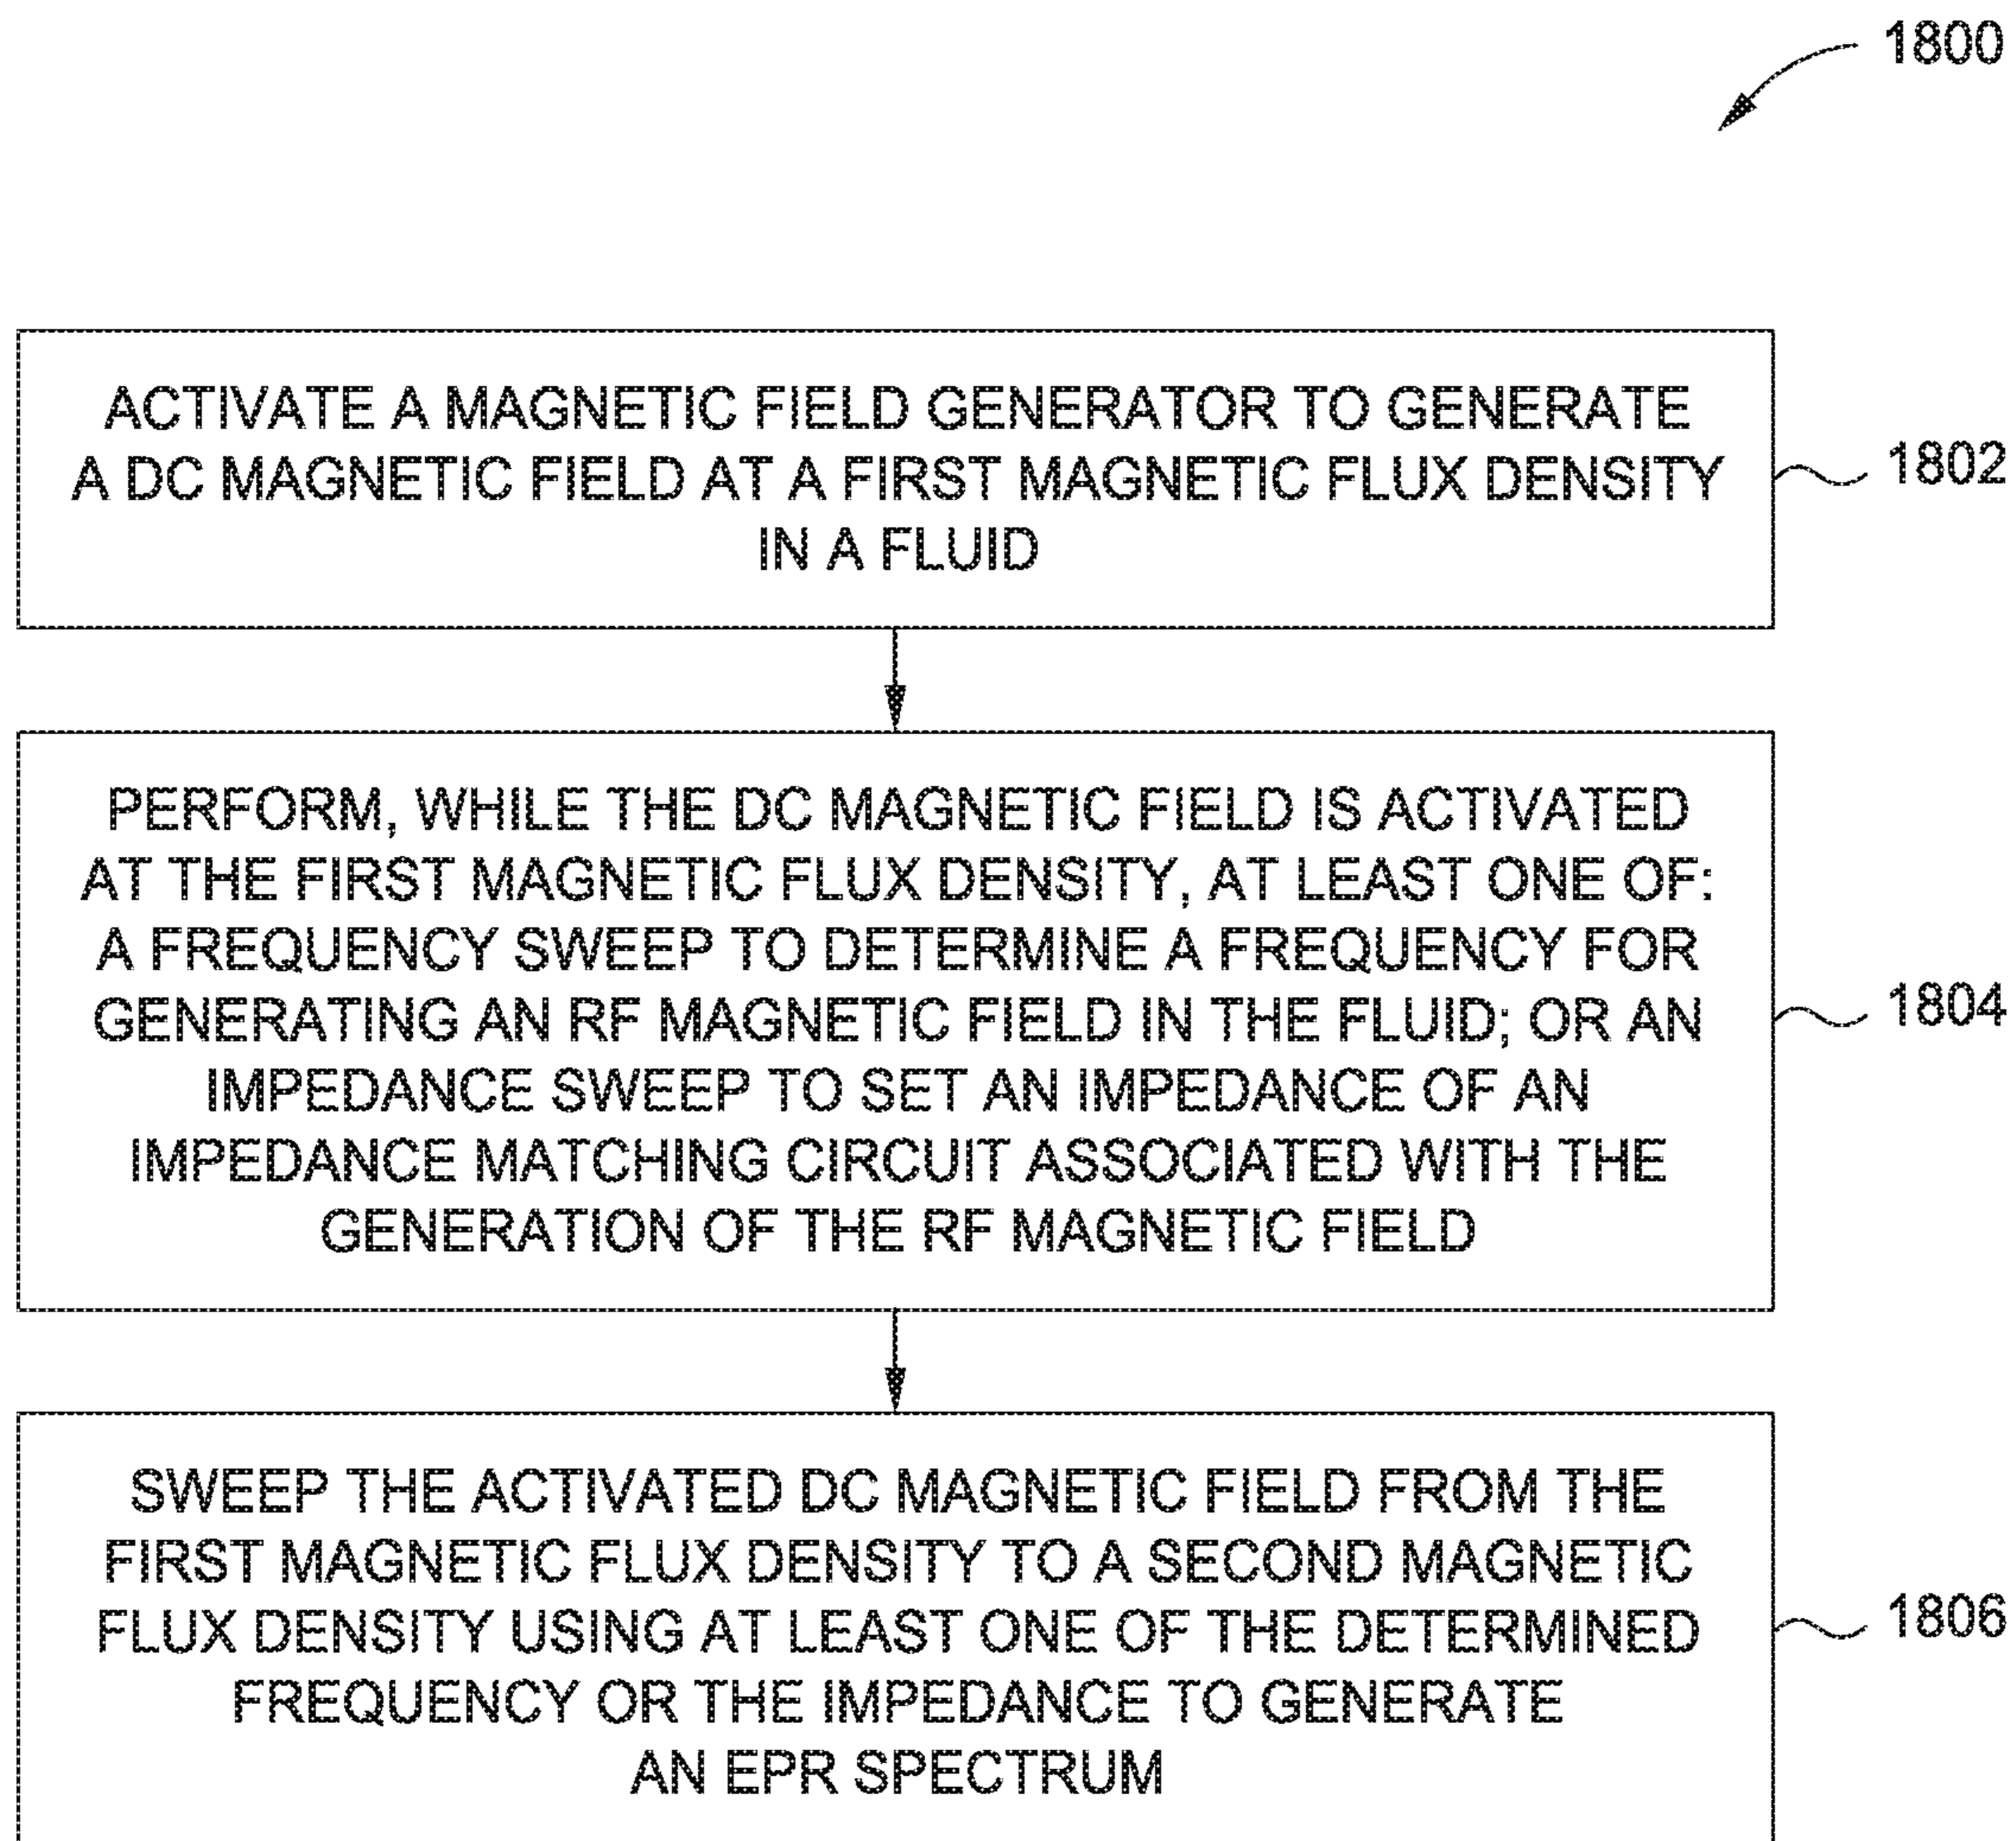 1800
ACTIVATE A MAGNETIC FIELD GENERATOR TO GENERATE
A DC MAGNETIC FIELD AT A FIRST MAGNETIC FLUX DENSITY
IN A FLUID
1802
PERFORM, WHILE THE DC MAGNETIC FIELD IS ACTIVATED
AT THE FIRST MAGNETIC FLUX DENSITY, AT LEAST ONE OF:
A FREQUENCY SWEEP TO DETERMINE A FREQUENCY FOR
GENERATING AN RF MAGNETIC FIELD IN THE FLUID; OR AN
IMPEDANCE SWEEP TO SET AN IMPEDANCE OF AN
IMPEDANCE MATCHING CIRCUIT ASSOCIATED WITH THE
GENERATION OF THE RF MAGNETIC FIELD
1804
SWEEP THE ACTIVATED DC MAGNETIC FIELD FROM THE
FIRST MAGNETIC FLUX DENSITY TO A SECOND MAGNETIC
FLUX DENSITY USING AT LEAST ONE OF THE DETERMINED
FREQUENCY OR THE IMPEDANCE TO GENERATE
AN EPR SPECTRUM
1806